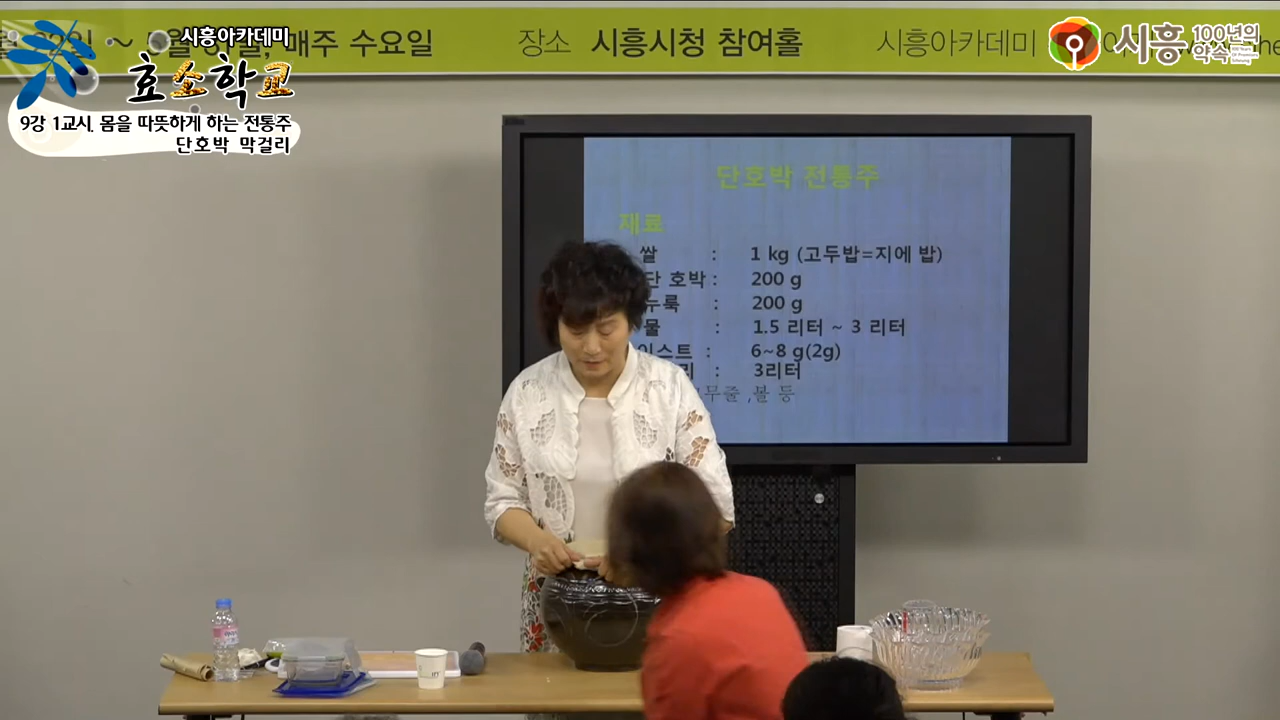 시흥아카데미
효소학교
9강 1교시. 몸을 따뜻하게 하는 전통주
단호박 막걸리
매주 수요일 장소 시흥시청 참여홀 시흥아카데미
시흥 100년의 약속
단호박 전통주
재료
쌀 : 1 kg (고두밥=지에 밥)
단 호박 : 200 g
누룩 : 200 g
물 : 1.5 리터 ~ 3 리터
이스트 : 6~8 g(2g)
리 : 3리터
무줄 ,볼 등